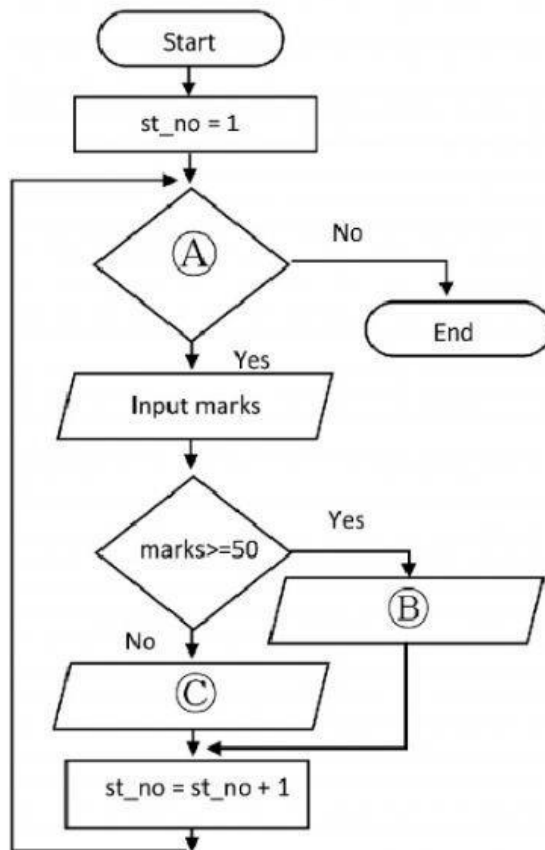 Start
st_no = 1
Ⓐ
No
End
Yes
Input marks
marks>=50
Yes
Ⓑ
No
Ⓒ
st_no = st_no + 1